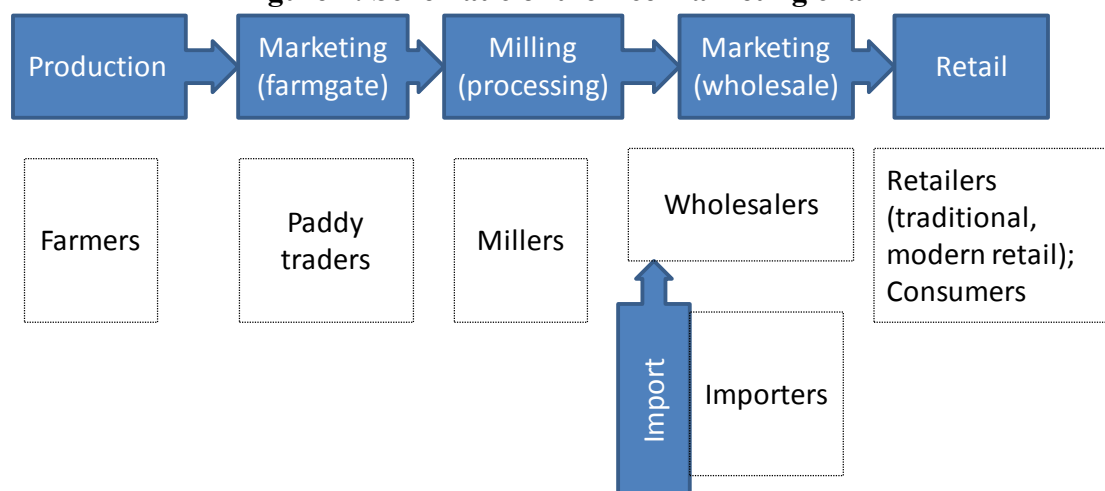 Production
Marketing
(farmgate)
Milling
(processing)
Marketing
(wholesale)
Retail
Farmers
Paddy
traders
Millers
Wholesalers
Retailers
(traditional,
modern retail);
Consumers
Import
Importers